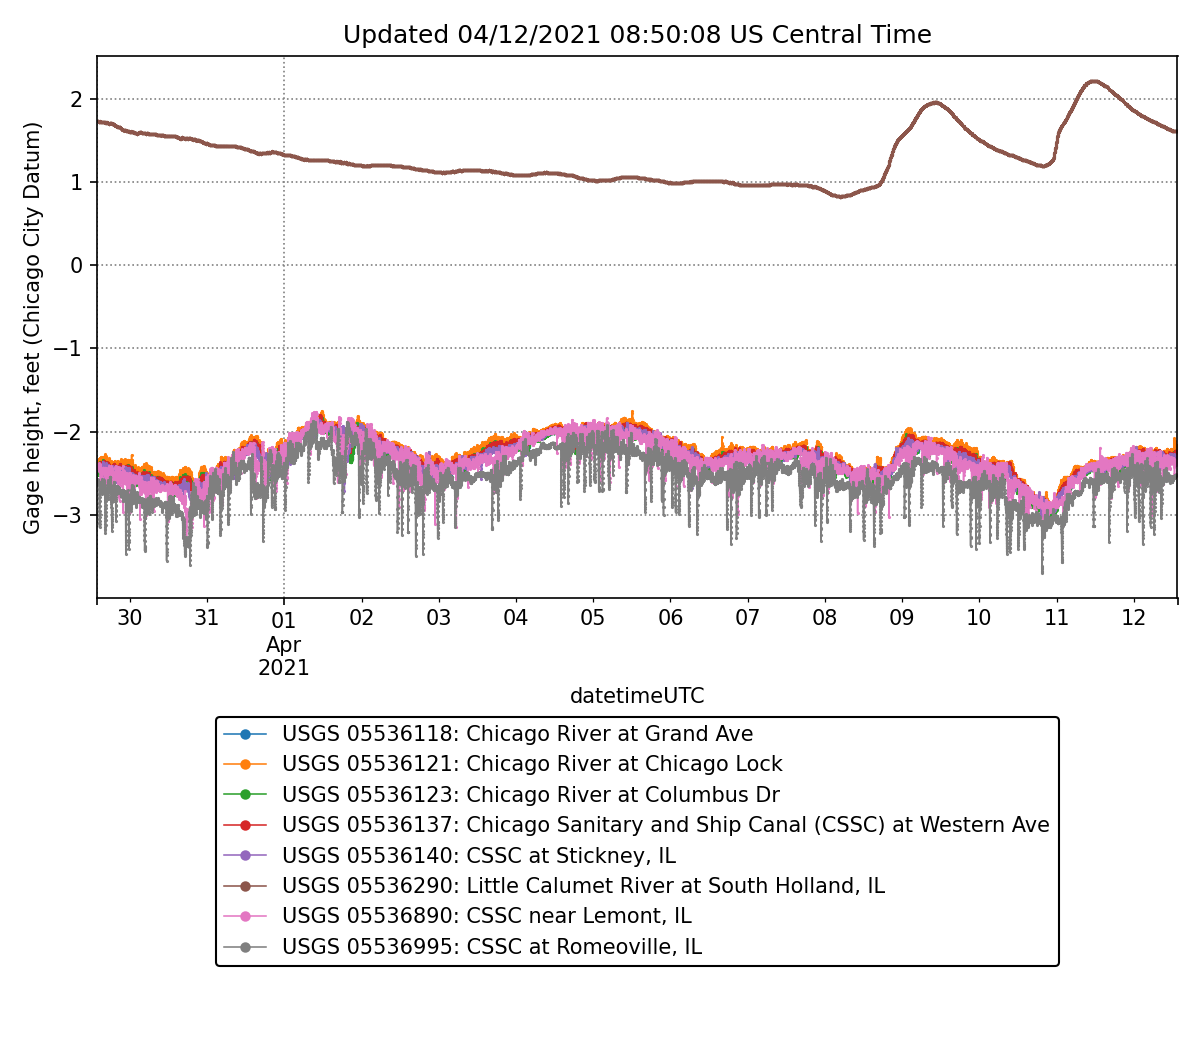 Updated 04/12/2021 08:50:08 US Central Time
Gage height, feet (Chicago City Datum)
2
1
0
−1
−2
−3
30 31 01 02 03 04 05 06 07 08 09 10 11 12
Apr
2021
datetimeUTC
USGS 05536118: Chicago River at Grand Ave
USGS 05536121: Chicago River at Chicago Lock
USGS 05536123: Chicago River at Columbus Dr
USGS 05536137: Chicago Sanitary and Ship Canal (CSSC) at Western Ave
USGS 05536140: CSSC at Stickney, IL
USGS 05536290: Little Calumet River at South Holland, IL
USGS 05536890: CSSC near Lemont, IL
USGS 05536995: CSSC at Romeoville, IL